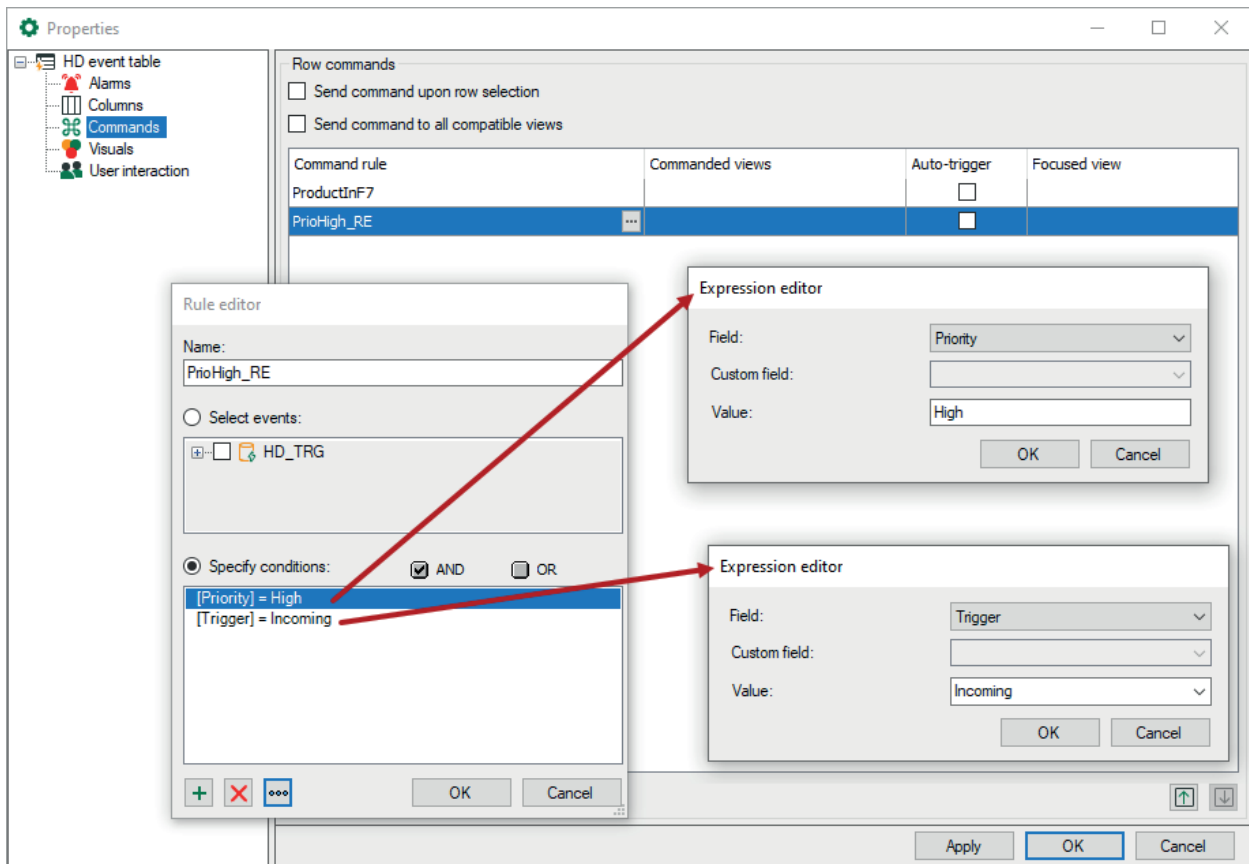 Properties
HD event table
Alarms
Columns
Commands
Visuals
User interaction
Row commands
Send command upon row selection
Send command to all compatible views
Command rule Commanded views Auto-trigger Focused view
ProductInF7
PrioHigh_RE
Rule editor
Name:
PrioHigh_RE
Select events:
HD_TRG
Specify conditions: AND OR
[Priority] = High
[Trigger] = Incoming
OK Cancel
Expression editor
Field: Priority
Custom field:
Value: High
OK Cancel
Expression editor
Field: Trigger
Custom field:
Value: Incoming
OK Cancel
Apply OK Cancel